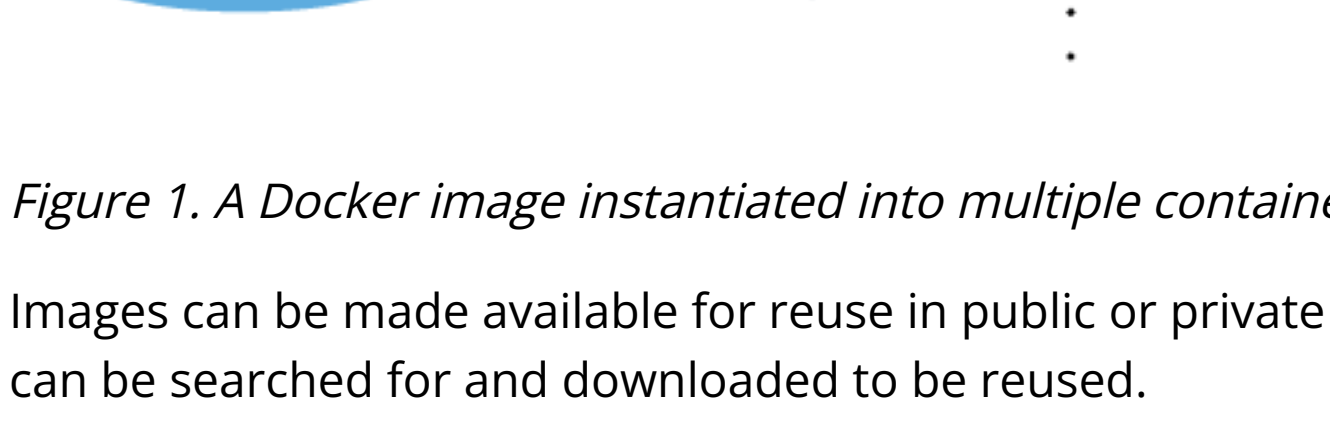 Figure 1. A Docker image instantiated into multiple
Images can be made available for reuse in public or private
can be searched for and downloaded to be reused.